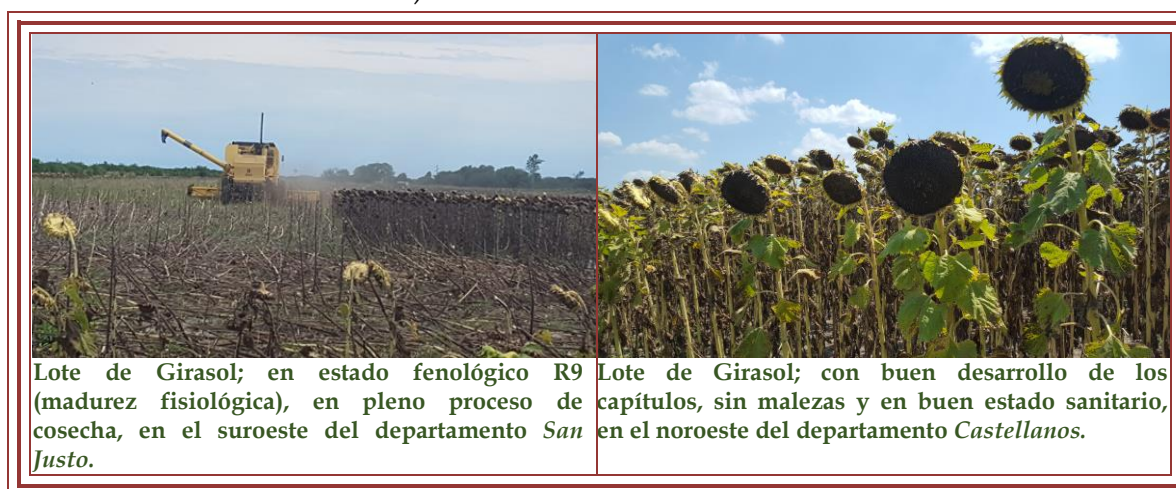 Lote de Girasol; en estado fenológico R9
(madurez fisiológica), en pleno proceso de
cosecha, en el suroeste del departamento San
Justo.
Lote de Girasol; con buen desarrollo de los
capítulos, sin malezas y en buen estado sanitario,
en el noroeste del departamento Castellanos.